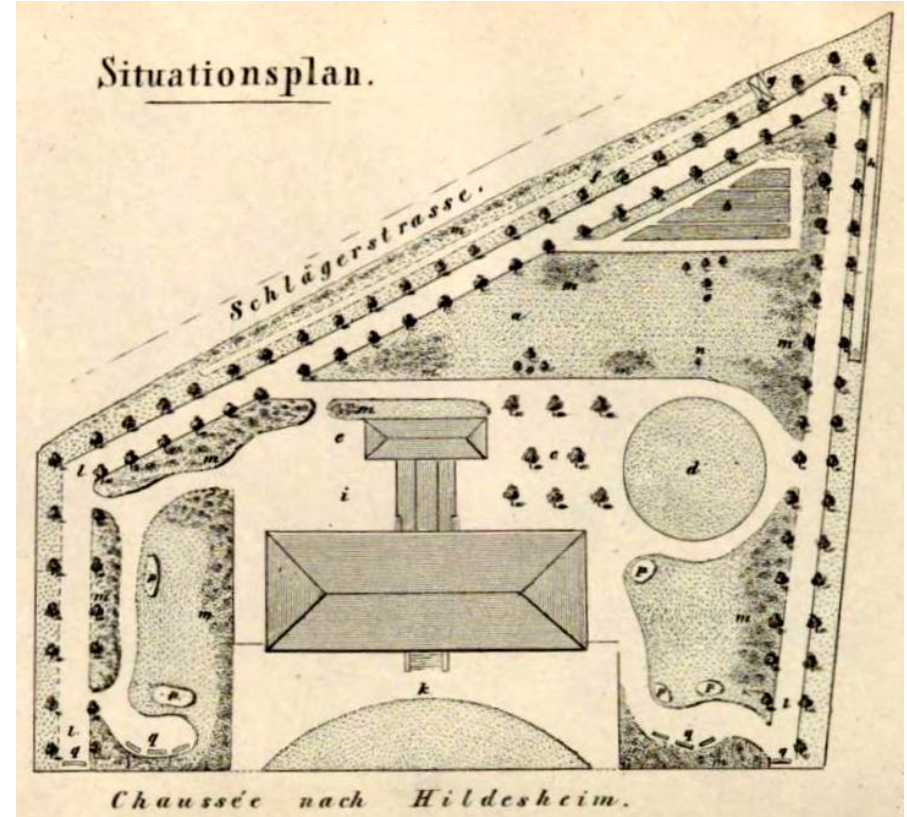 Situationsplan.
Schlägerstrasse.
g
l
h
f
m
b
m
a
o
n
m
m
m
m
e
c
l
m
d
i
p
p
m
m
m
p
p
p
k
l
l
q
q
q
q
Chaussée nach Hildesheim.